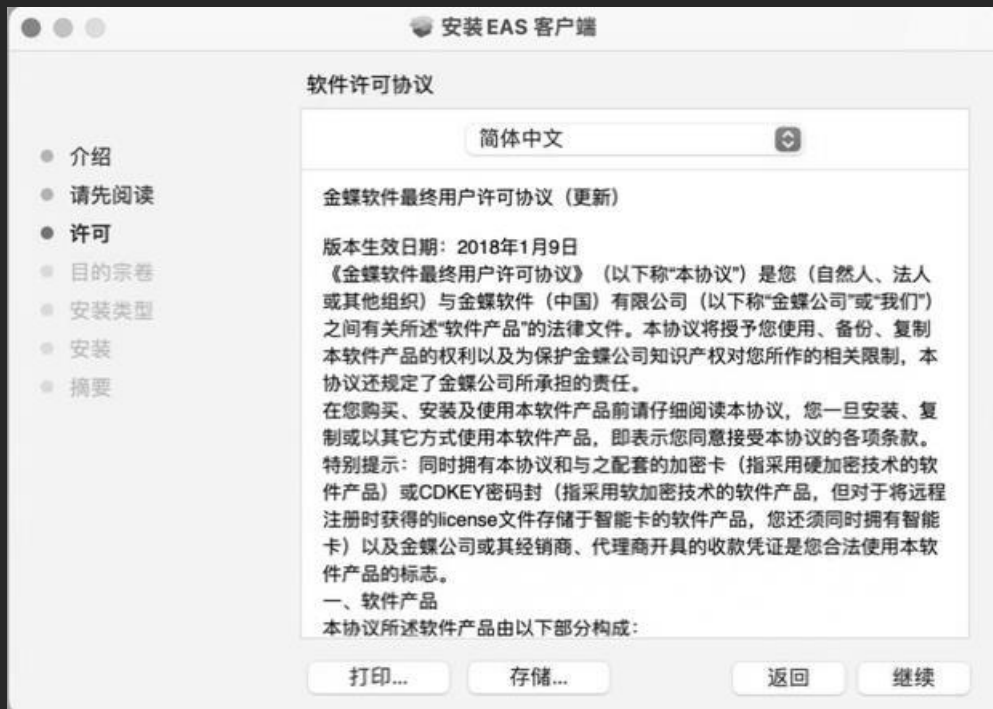 安装EAS 客户端
介绍
请先阅读
许可
目的宗卷
安装类型
安装
摘要
软件许可协议
简体中文
金蝶软件最终用户许可协议（更新）
版本生效日期：2018年1月9日
《金蝶软件最终用户许可协议》（以下称“本协议”）是您（自然人、法人
或其他组织）与金蝶软件（中国）有限公司（以下称“金蝶公司”或“我们”）
之间有关所述“软件产品”的法律文件。本协议将授予您使用、备份、复制
本软件产品的权利以及为保护金蝶公司知识产权对您所作的相关限制，本
协议还规定了金蝶公司所承担的责任。
在您购买、安装及使用本软件产品前请仔细阅读本协议，您一旦安装、复
制或以其它方式使用本软件产品，即表示您同意接受本协议的各项条款。
特别提示：同时拥有本协议和与之配套的加密卡（指采用硬加密技术的软
件产品）或CDKEY密码封（指采用软加密技术的软件产品，但对于将远程
注册时获得的license文件存储于智能卡的软件产品，您还须同时拥有智能
卡）以及金蝶公司或其经销商、代理商开具的收款凭证是您合法使用本软
件产品的标志。
一、软件产品
本协议所述软件产品由以下部分构成：
打印...
存储...
返回
继续